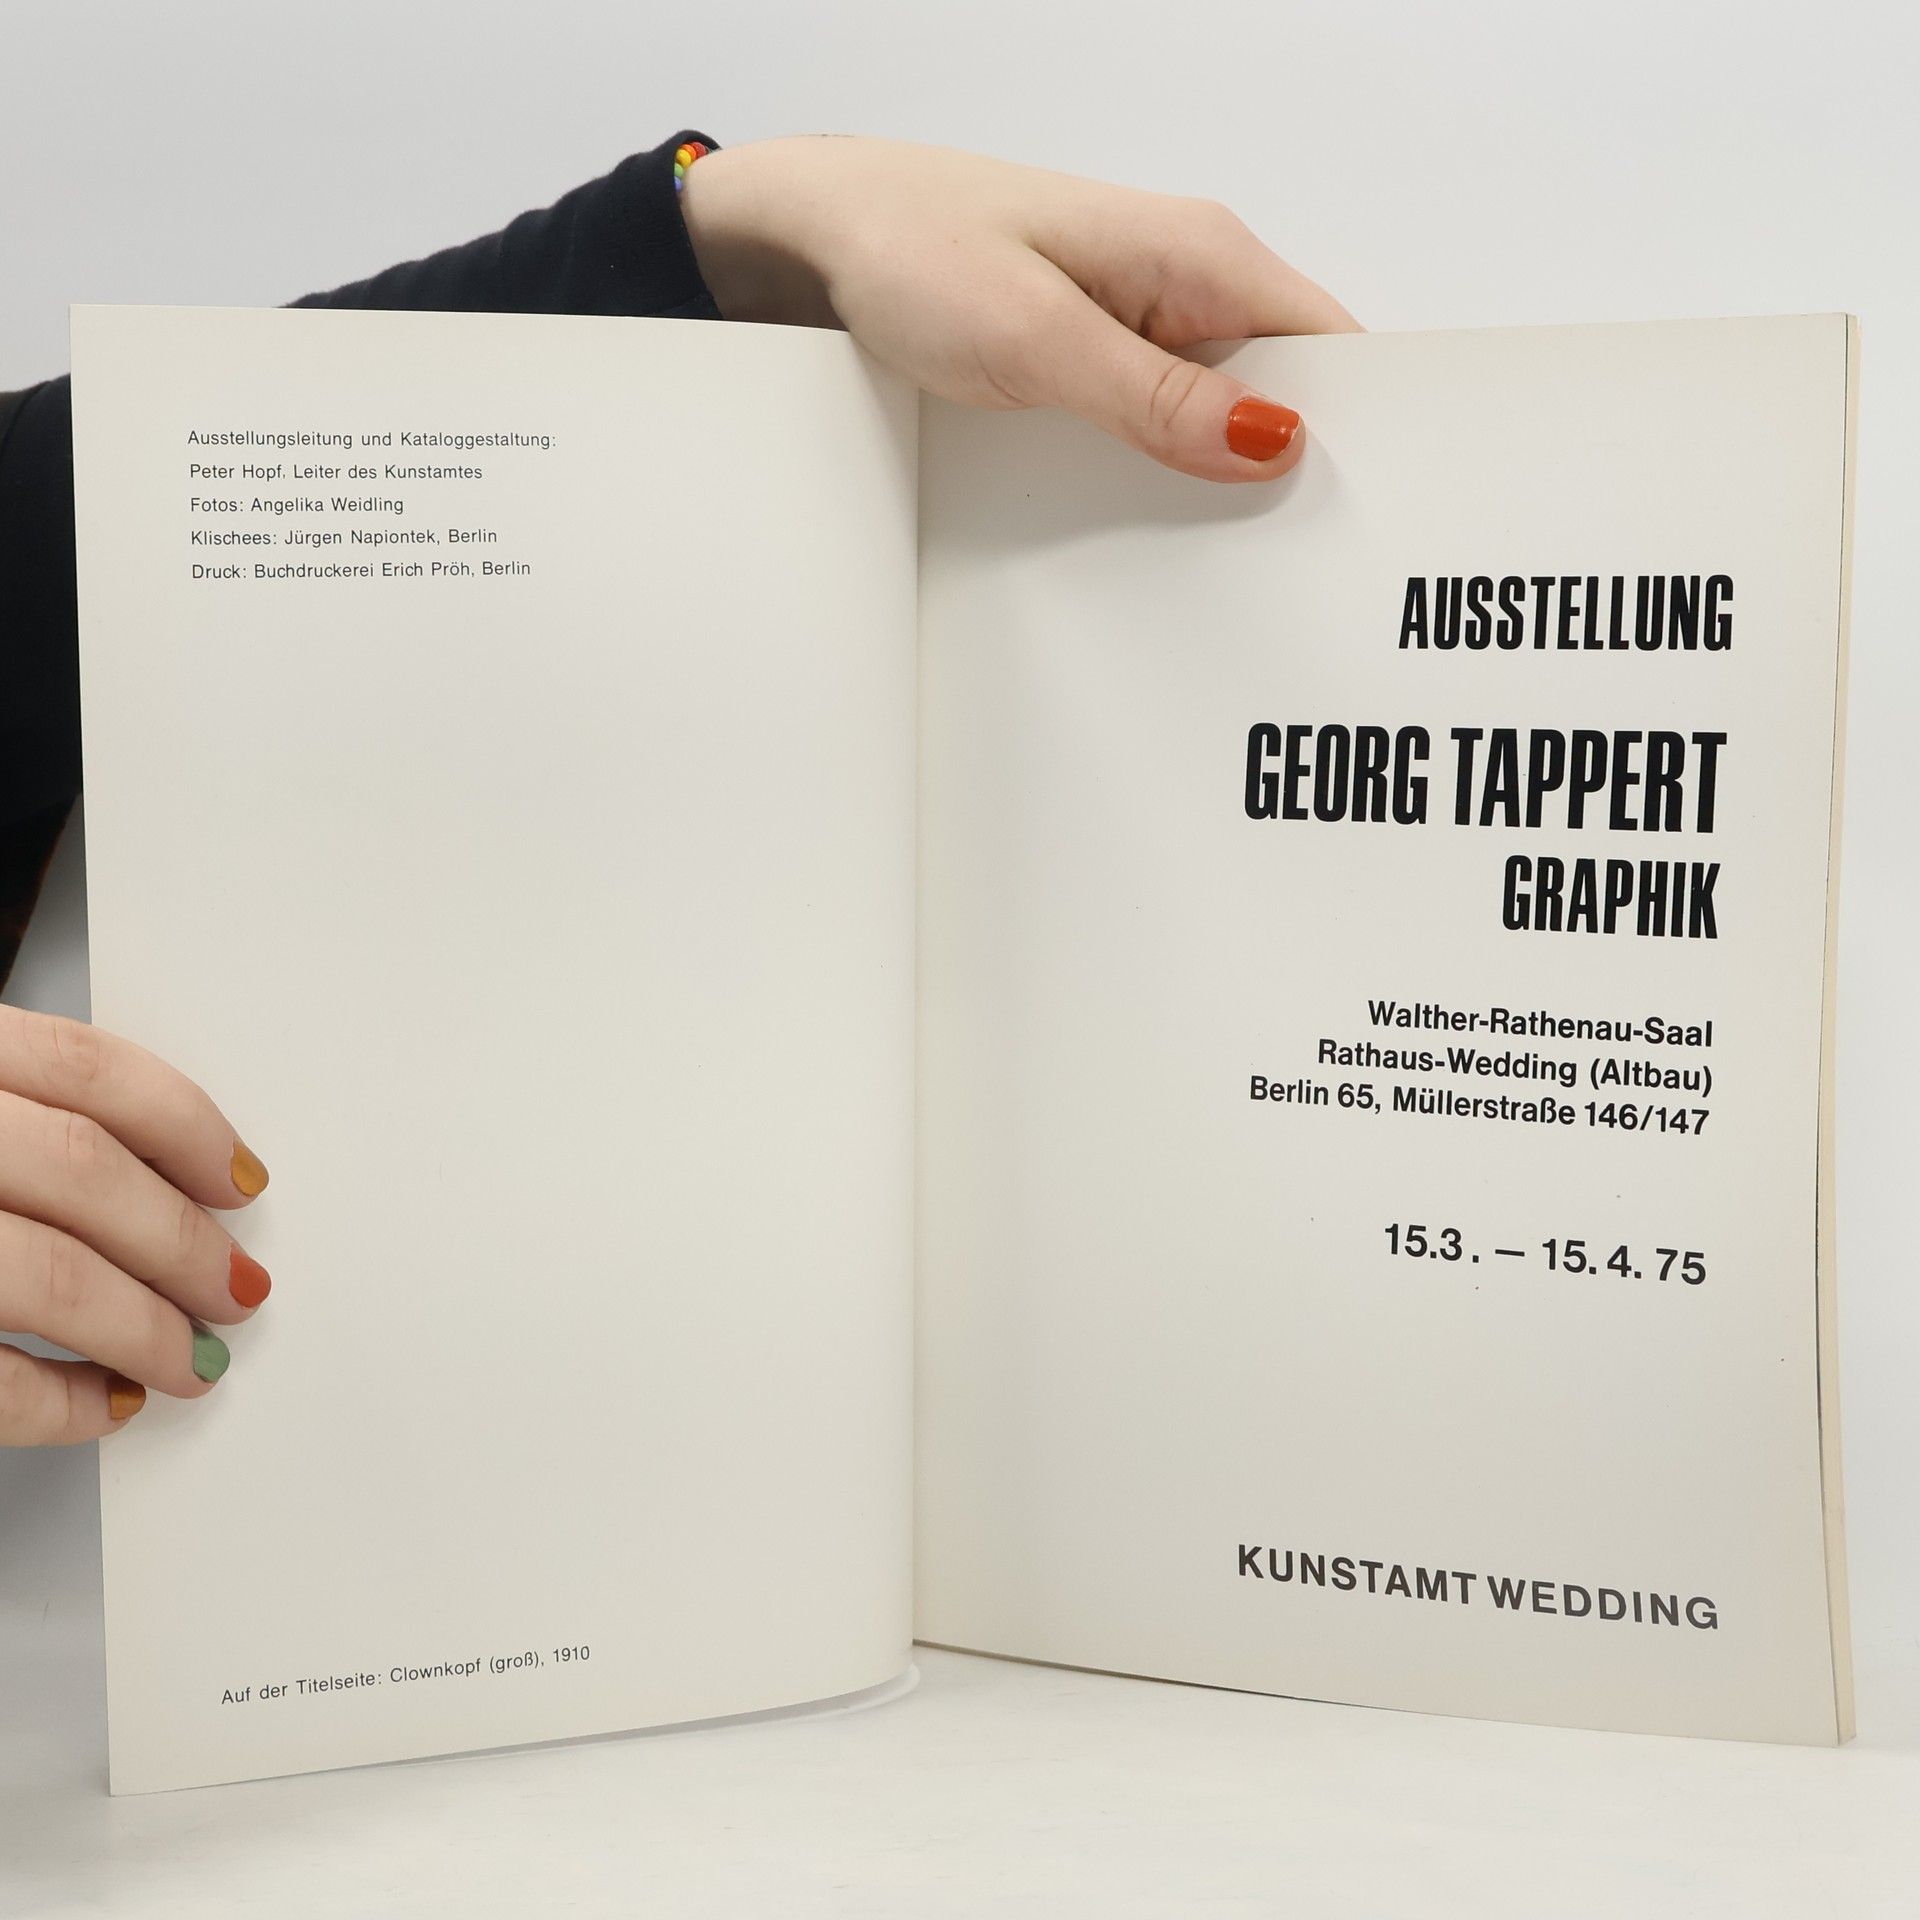 Ausstellungsleitung und Kataloggestaltung:
Peter Hopf, Leiter des Kunstamtes
Fotos: Angelika Weidling
Klischees: Jürgen Napiontek, Berlin
Druck: Buchdruckerei Erich Pröh, Berlin
Auf der Titelseite: Clownkopf (groß), 1910
AUSSTELLUNG
GEORG TAPPERT
GRAPHIK
Walther-Rathenau-Saal
Rathaus-Wedding (Altbau)
Berlin 65, Müllerstraße 146/147
15.3. – 15.4.75
KUNSTAMT WEDDING